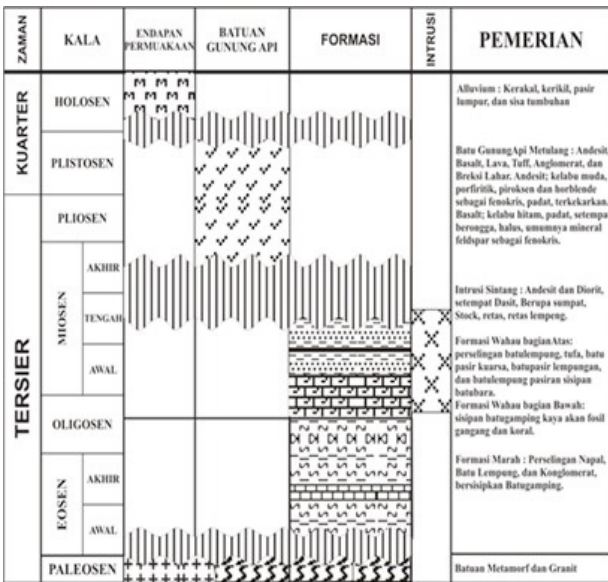 ZAMAN
KALA
ENDAPAN
PERMUAKAAN
BATUAN
GUNUNG API
FORMASI
INTRUSI
PEMERIAN
KUARTER
HOLOSEN
PLISTOSEN
TERSIER
PLIOSEN
MIOSEN
AKHIR
TENGAH
AWAL
OLIGOSEN
EOSEN
AKHIR
AWAL
PALEOSEN
Alluvium : Kerakal, kerikil, pasir
lumpur, dan sisa tumbuhan
Batu GunungApi Metulang : Andesit,
Basalt, Lava, Tuff, Anglomerat, dan
Breksi Lahar. Andesit; kelabu muda,
porfiritik, piroksen dan horblende
sebagai fenokris, padat, terkekarkan.
Basalt; kelabu hitam, padat, setempat
berongga, halus, umumnya mineral
feldspar sebagai fenokris.
Intrusi Sintang : Andesit dan Diorit,
setempat Dasit, Berupa sumpat,
Stock, retas, retas lempeng.
Formasi Wahau bagianAtas:
perselingan batulempung, tufa, batu
pasir kuarsa, batupasir lempungan,
dan batulempung pasiran sisipan
batubara.
Formasi Wahau bagian Bawah:
sisipan batugamping kaya akan fosil
gangang dan koral.
Formasi Marah : Perselingan Napal,
Batu Lempung, dan Konglomerat,
bersisipkan Batugamping.
Batuan Metamorf dan Granit